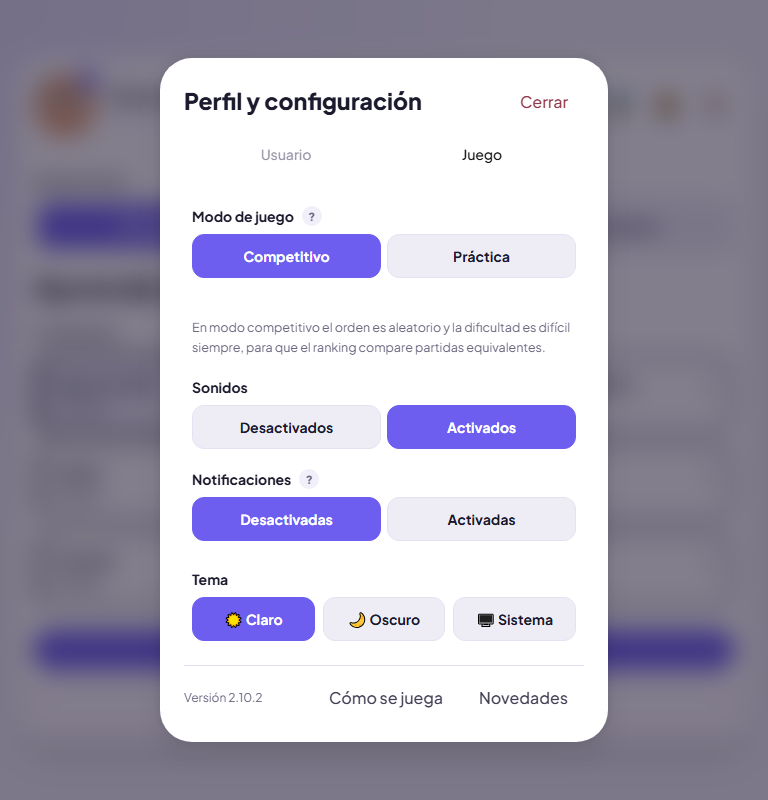 Perfil y configuración
Cerrar
Usuario
Juego
Modo de juego ?
Competitivo
Práctica
En modo competitivo el orden es aleatorio y la dificultad es difícil
siempre, para que el ranking compare partidas equivalentes.
Sonidos
Desactivados
Activados
Notificaciones ?
Desactivadas
Activadas
Tema
Claro
Oscuro
Sistema
Versión 2.10.2
Cómo se juega
Novedades